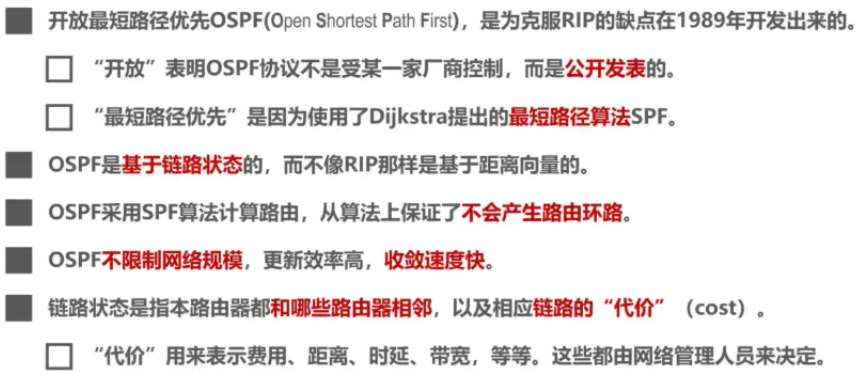 开放最短路径优先OSPF(Open Shortest Path First)，是为克服RIP的缺点在1989年开发出来的。
“开放”表明OSPF协议不是受某一家厂商控制，而是公开发表的。
“最短路径优先”是因为使用了Dijkstra提出的最短路径算法SPF。
OSPF是基于链路状态的，而不像RIP那样是基于距离向量的。
OSPF采用SPF算法计算路由，从算法上保证了不会产生路由环路。
OSPF不限制网络规模，更新效率高，收敛速度快。
链路状态是指本路由器都和哪些路由器相邻，以及相应链路的“代价”（cost）。
“代价”用来表示费用、距离、时延、带宽，等等。这些都由网络管理人员来决定。